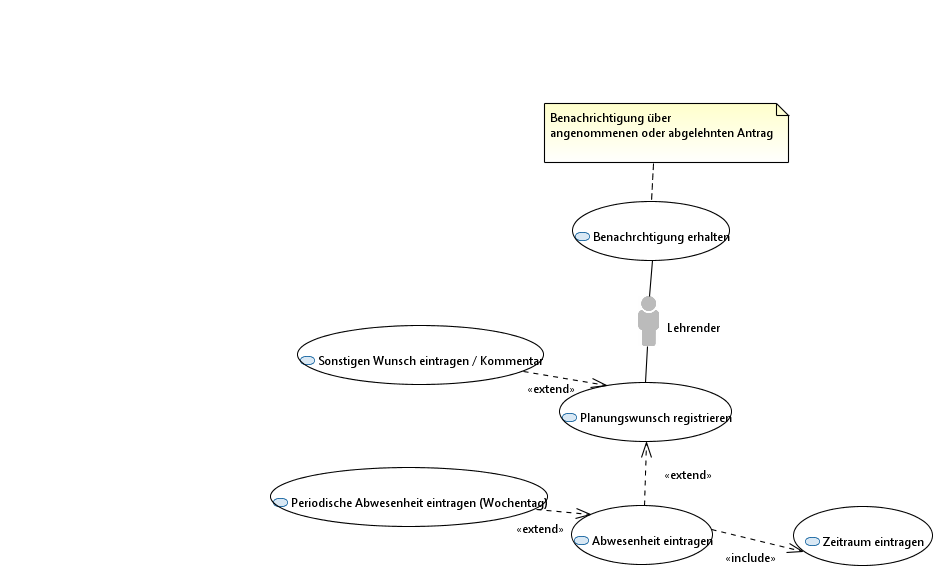 Benachrichtigung über
angenommenen oder abgelehnten Antrag
Benachrchtigung erhalten
Lehrender
Sonstigen Wunsch eintragen / Kommentar
«extend»
Planungswunsch registrieren
«extend»
Periodische Abwesenheit eintragen (Wochentag)
«extend»
Abwesenheit eintragen
Zeitraum eintragen
«include»